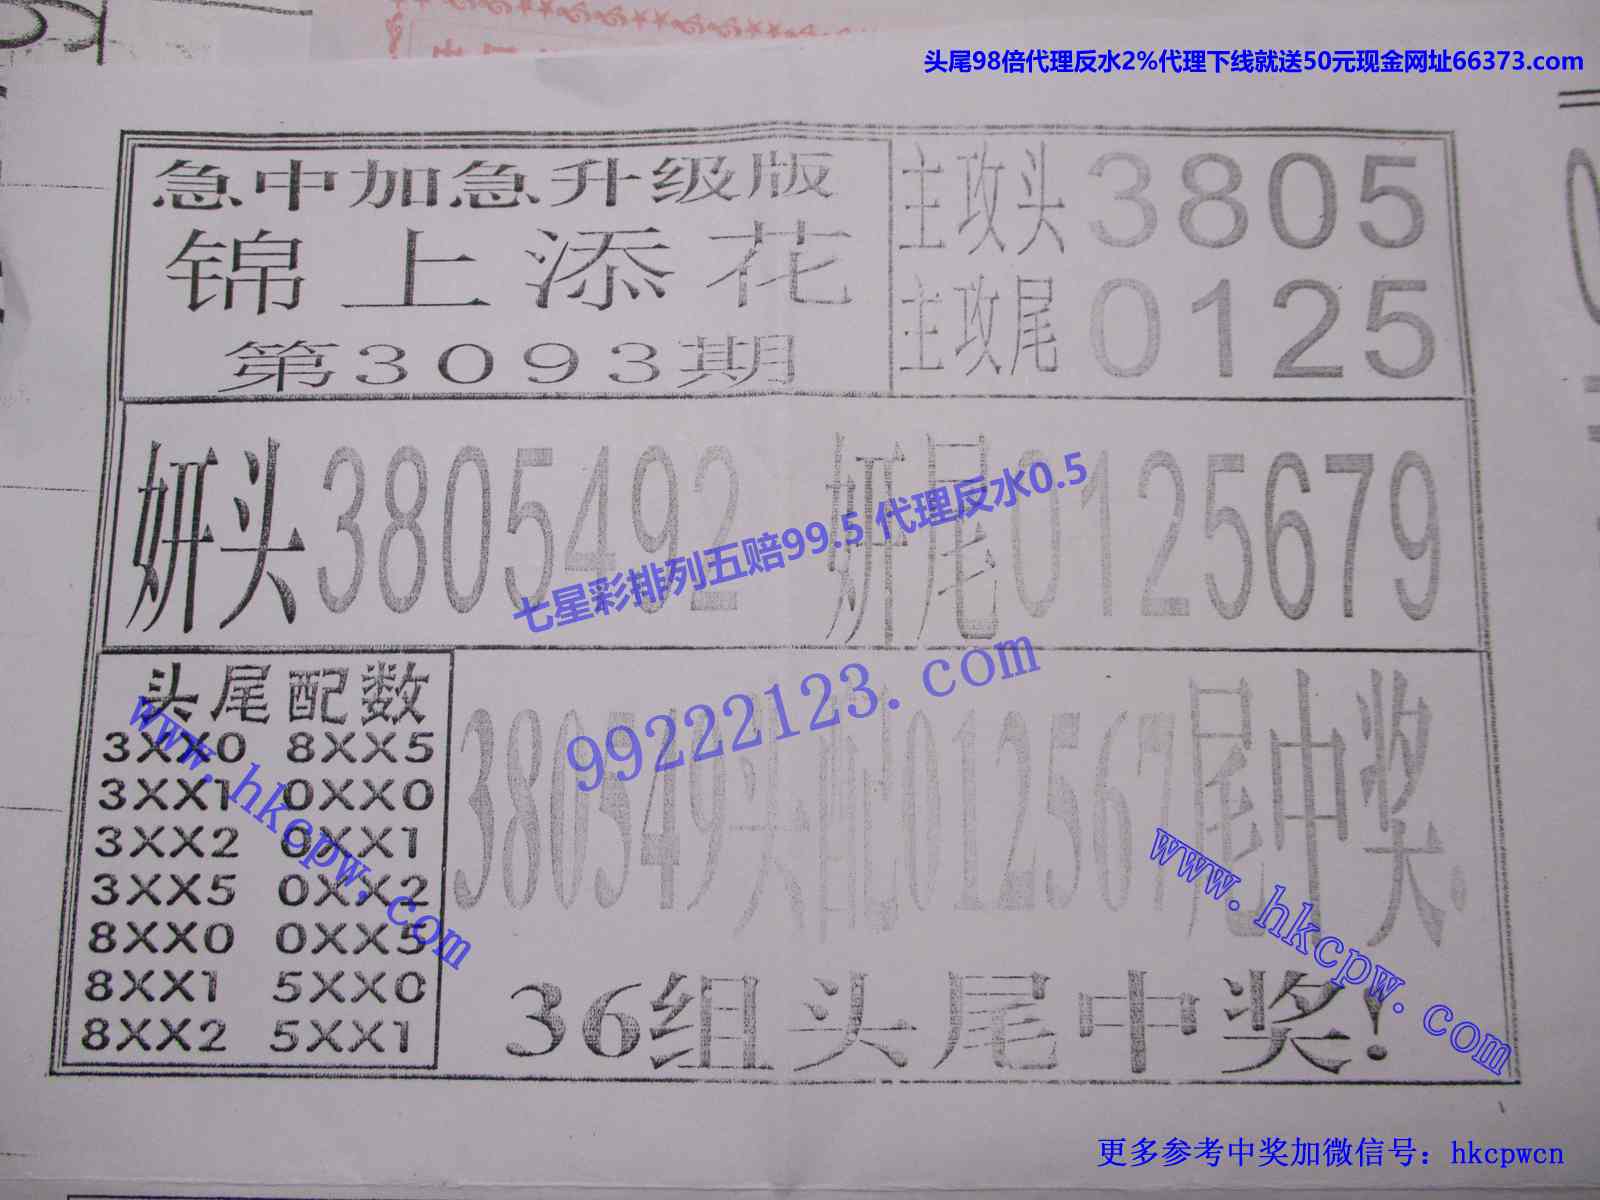 头尾98倍代理反水2%代理下线就送50元现金网址66373.com
急中加急升级版
锦上添花
第3093期
主攻头3805
主攻尾0125
妍头3805492 妍尾0125679
七星彩排列五赔99.5 代理反水0.5
99222123.com
头尾配数
3XX0 8XX5
3XX1 0XX0
3XX2 0XX1
3XX5 0XX2
8XX0 0XX5
8XX1 5XX0
8XX2 5XX1
380549头配012567尾中奖.
36组头尾中奖!
www.hkcpw.com
www.hkcpw.com
更多参考中奖加微信号：hkcpwcn